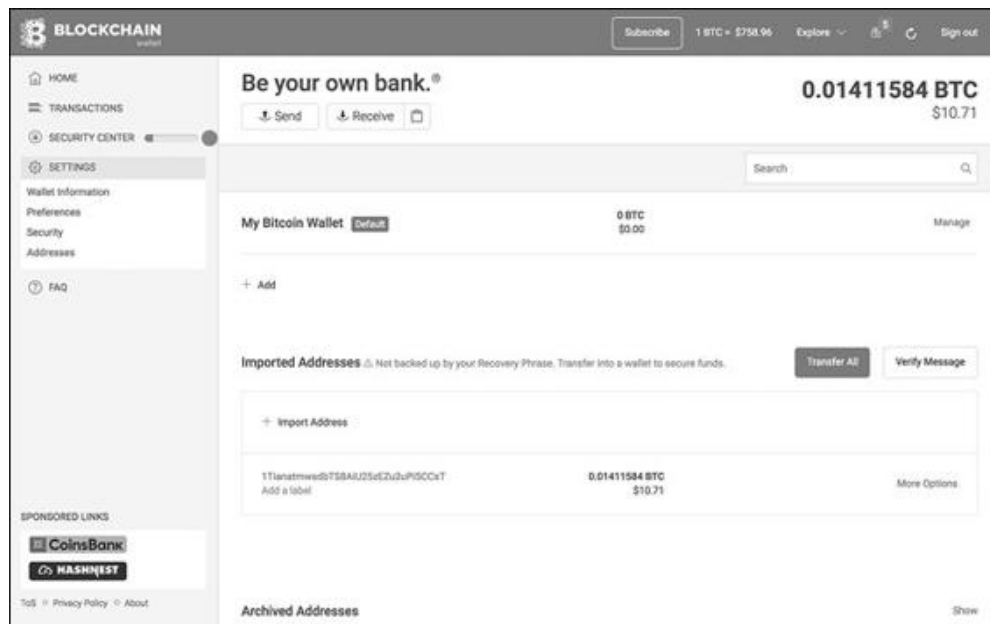 BLOCKCHAIN
wallet
Subscribe
1 BTC = $758.96
Explore
Sign out
HOME
TRANSACTIONS
SECURITY CENTER
SETTINGS
Wallet Information
Preferences
Security
Addresses
FAQ
Be your own bank.®
Send
Receive
0.01411584 BTC
$10.71
Search
My Bitcoin Wallet Default
0 BTC
$0.00
Manage
+ Add
Imported Addresses Not backed up by your Recovery Phrase. Transfer into a wallet to secure funds.
Transfer All
Verify Message
+ Import Address
Add a label
0.01411584 BTC
$10.71
More Options
SPONSORED LINKS
CoinsBank
HASHNEST
ToS Privacy Policy About
Archived Addresses
Show